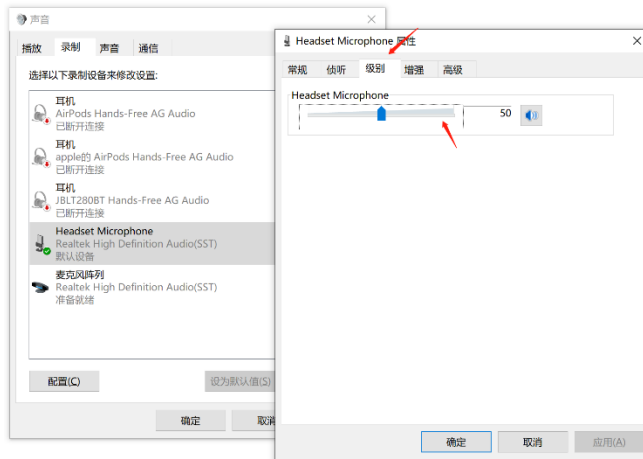 声音
播放 录制 声音 通信
选择以下录制设备来修改设置:
耳机
AirPods Hands-Free AG Audio
已断开连接
耳机
apple的 AirPods Hands-Free AG Audio
已断开连接
耳机
JBLT280BT Hands-Free AG Audio
已断开连接
Headset Microphone
Realtek High Definition Audio(SST)
默认设备
麦克风阵列
Realtek High Definition Audio(SST)
准备就绪
配置(C)
设为默认值(S)
确定
取消
Headset Microphone 属性
常规 侦听 级别 增强 高级
Headset Microphone
50
确定 取消 应用(A)